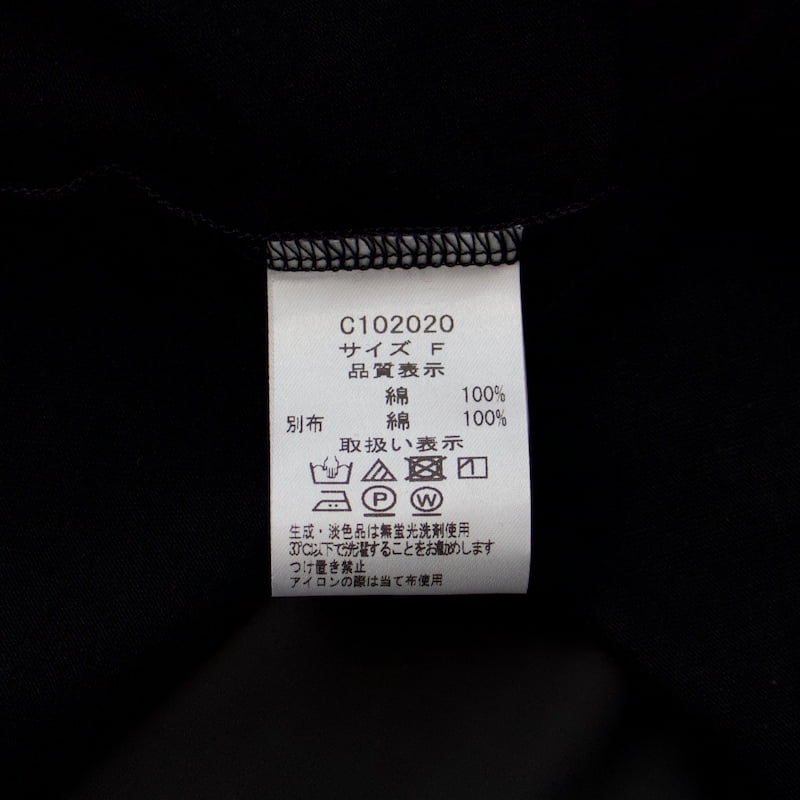 C102020
サイズ F
品質表示
綿 100%
別布 綿 100%
取扱い表示
P W
生成・淡色品は無蛍光洗剤使用
30℃以下で洗濯することをお勧めします
つけ置き禁止
アイロンの際は当て布使用